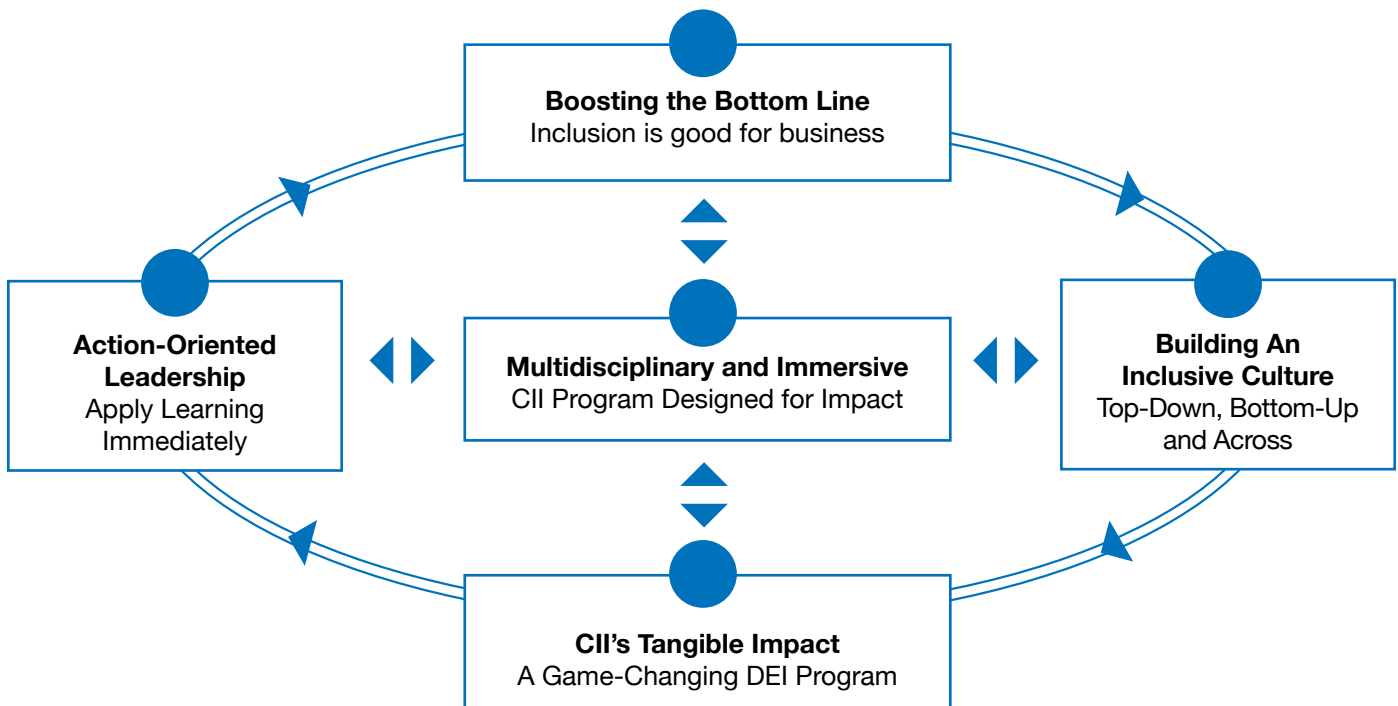 Boosting the Bottom Line
Inclusion is good for business
Action-Oriented
Leadership
Apply Learning
Immediately
Multidisciplinary and Immersive
CII Program Designed for Impact
Building An
Inclusive Culture
Top-Down, Bottom-Up
and Across
CII's Tangible Impact
A Game-Changing DEI Program